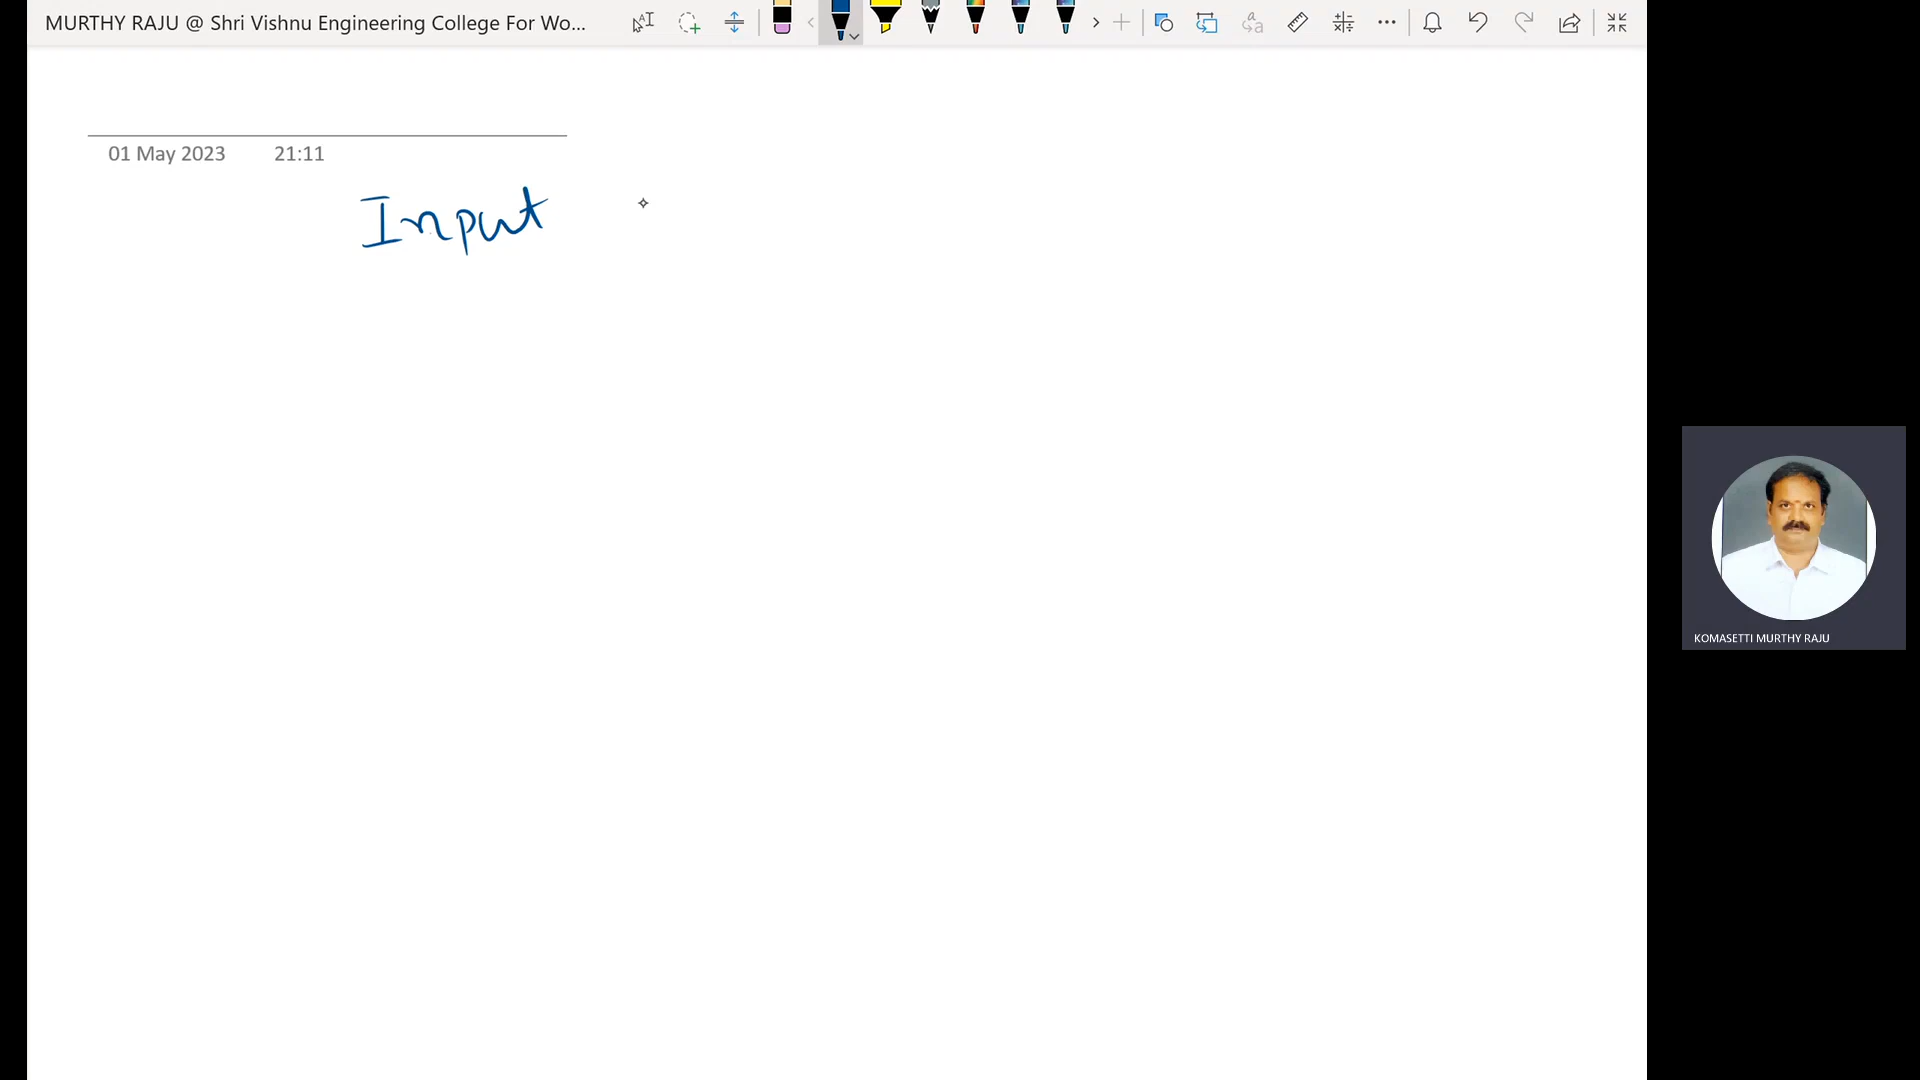 MURTHY RAJU @ Shri Vishnu Engineering College For Wo...
01 May 2023 21:11
Input
KOMASETTI MURTHY RAJU